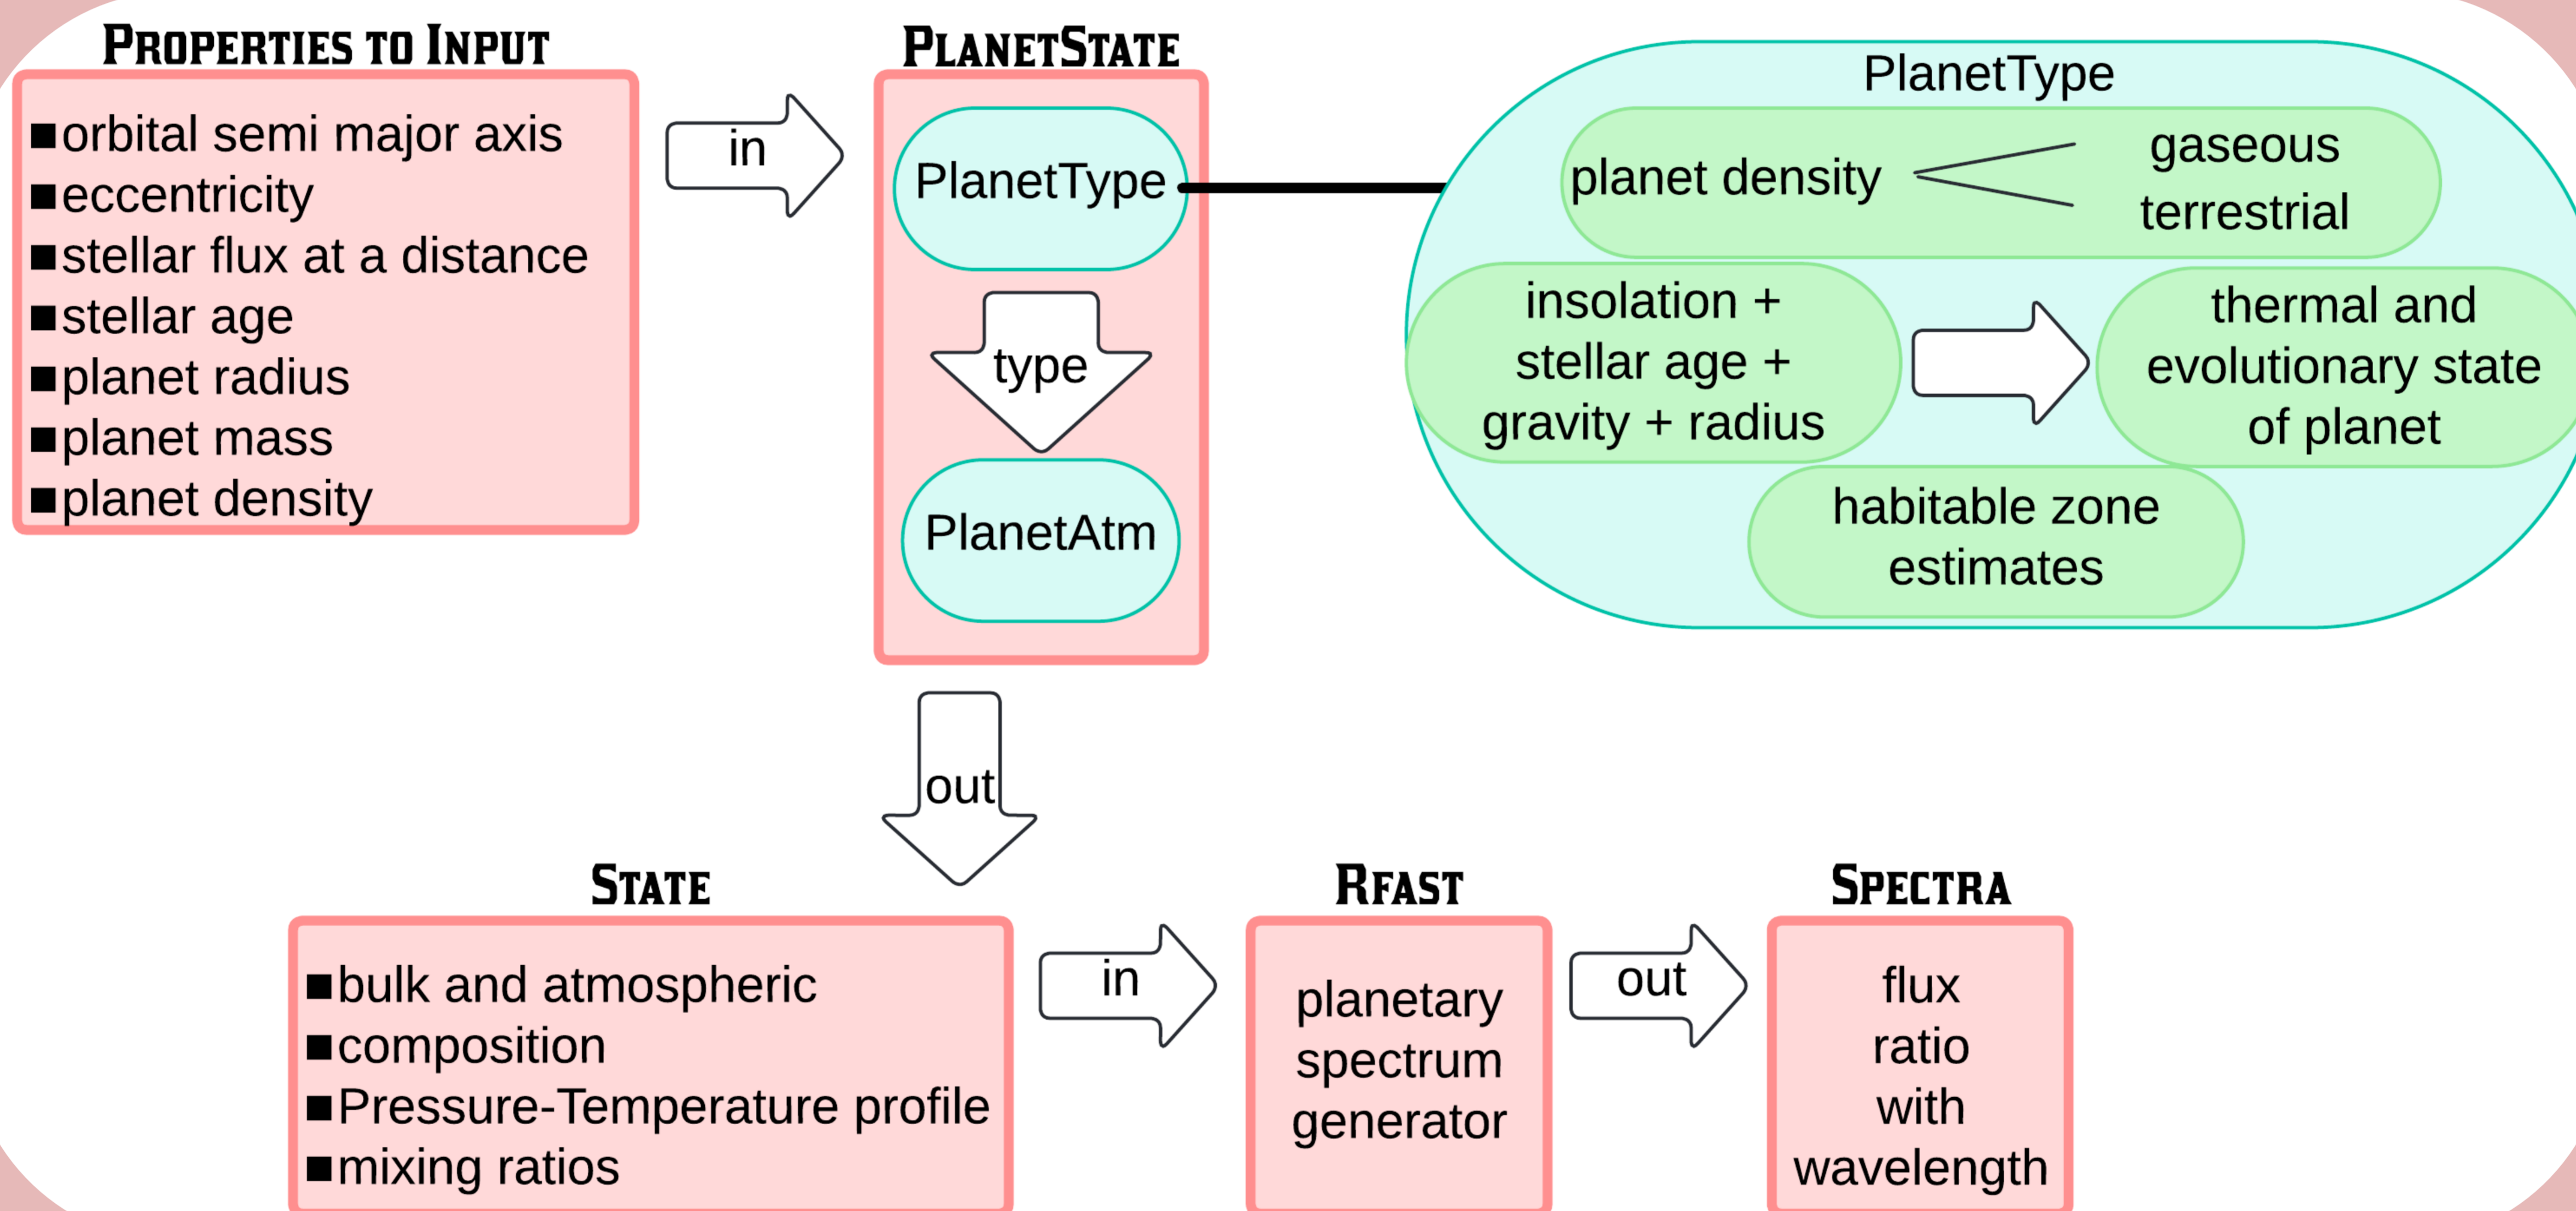 Properties to Input
■orbital semi major axis
■eccentricity
■stellar flux at a distance
■stellar age
■planet radius
■planet mass
■planet density
in
PlanetState
PlanetType
type
PlanetAtm
PlanetType
planet density
gaseous
terrestrial
insolation +
stellar age +
gravity + radius
thermal and
evolutionary state
of planet
habitable zone
estimates
out
State
■bulk and atmospheric
■composition
■Pressure-Temperature profile
■mixing ratios
in
Rfast
planetary
spectrum
generator
out
Spectra
flux
ratio
with
wavelength